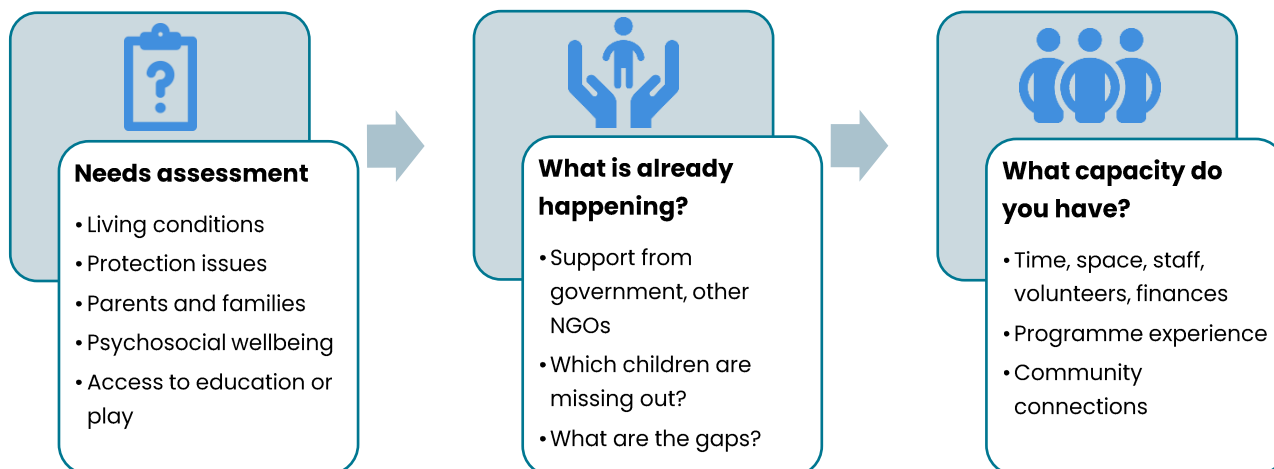 Needs assessment
• Living conditions
• Protection issues
• Parents and families
• Psychosocial wellbeing
• Access to education or
play
What is already
happening?
• Support from
government, other
NGOs
• Which children are
missing out?
• What are the gaps?
What capacity do
you have?
• Time, space, staff,
volunteers, finances
• Programme experience
• Community
connections